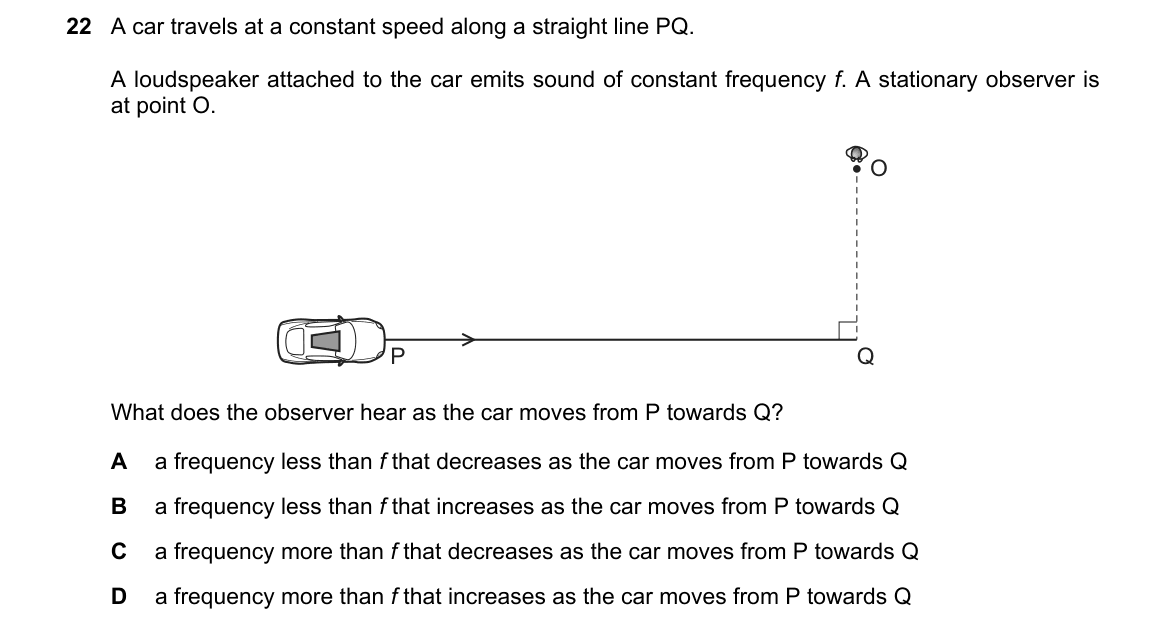 22 A car travels at a constant speed along a straight line PQ.
A loudspeaker attached to the car emits sound of constant frequency f. A stationary observer is
at point O.
O
P
Q
What does the observer hear as the car moves from P towards Q?
A a frequency less than f that decreases as the car moves from P towards Q
B a frequency less than f that increases as the car moves from P towards Q
C a frequency more than f that decreases as the car moves from P towards Q
D a frequency more than f that increases as the car moves from P towards Q